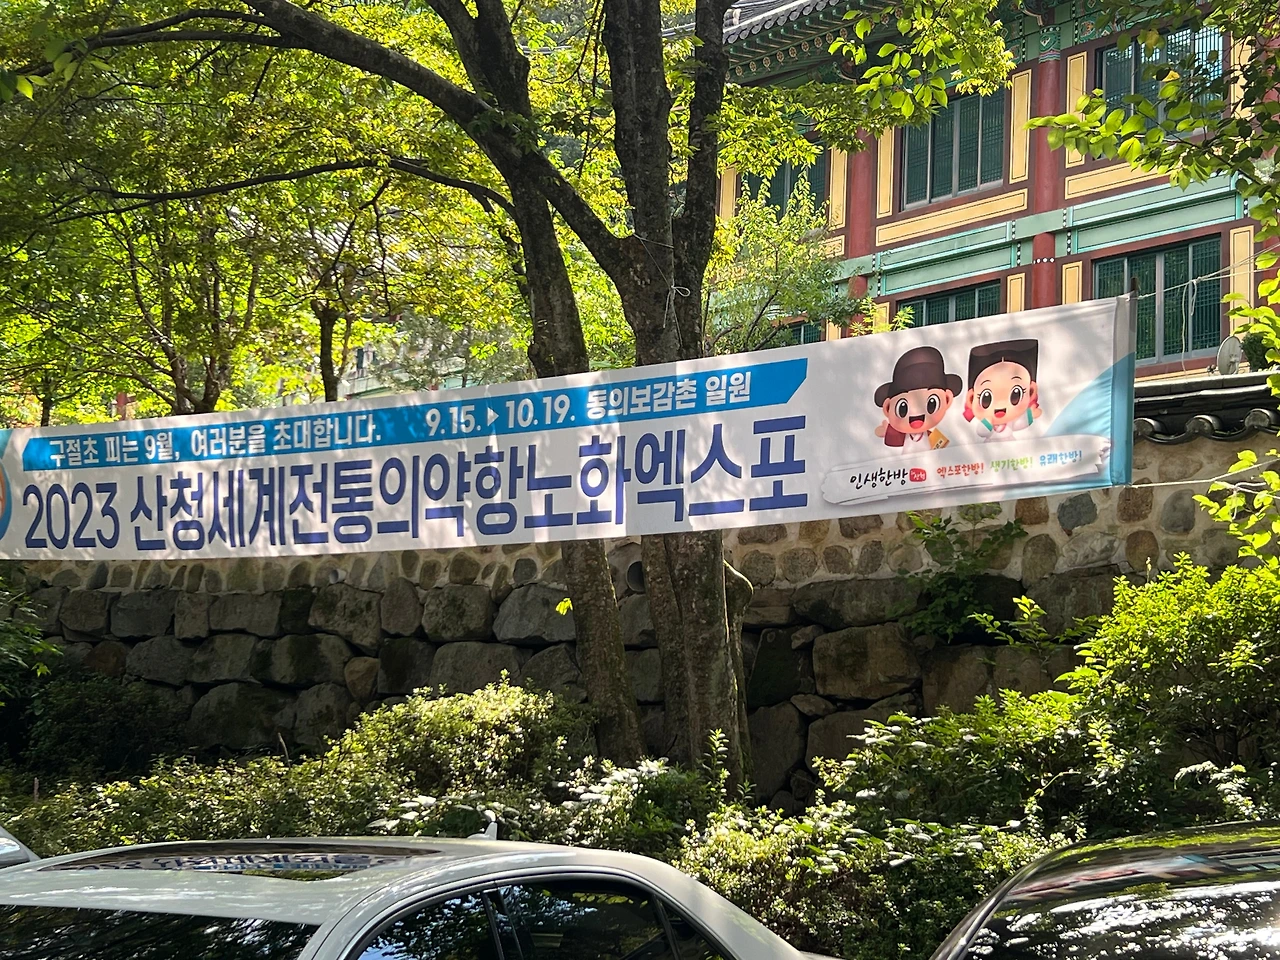 구절초 피는 9월, 여러분을 초대합니다. 9.15. ▶ 10.19. 동의보감촌 일원
2023 산청세계전통의약항노화엑스포
인생한방 엑스포한방! 생기한방! 유쾌한방!